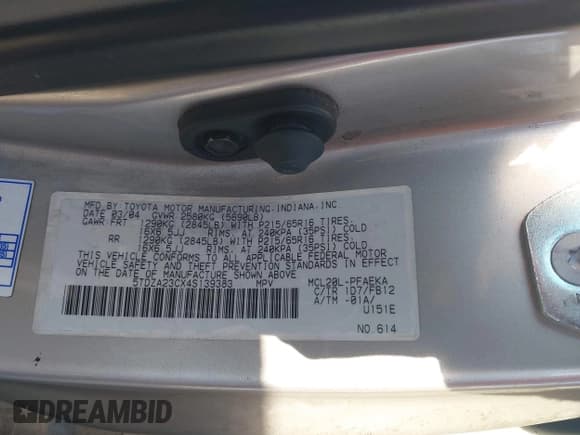 MFD.BY TOYOTA MOTOR MANUFACTURING,INDIANA,INC.
DATE 03/04 GVWR 2580KG (5690LB)
GAWR FRT 1290KG (2845LB) WITH P215/65R16 TIRES,
16X6.5JJ RIMS, AT 240KPA (35PSI) COLD
RR 1290KG (2845LB) WITH P215/65R16 TIRES,
16X6.5JJ RIMS, AT 240KPA (35PSI) COLD
THIS VEHICLE CONFORMS TO ALL APPLICABLE FEDERAL MOTOR
VEHICLE SAFETY AND THEFT PREVENTION STANDARDS IN EFFECT
ON THE DATE OF MANUFACTURE SHOWN ABOVE.
5TDZA23CX4S139383 MPV MCL20L-PFAEKA
C/TR 1D7/FB12
A/TM -01A/
U151E
NO.614
DREAMBID